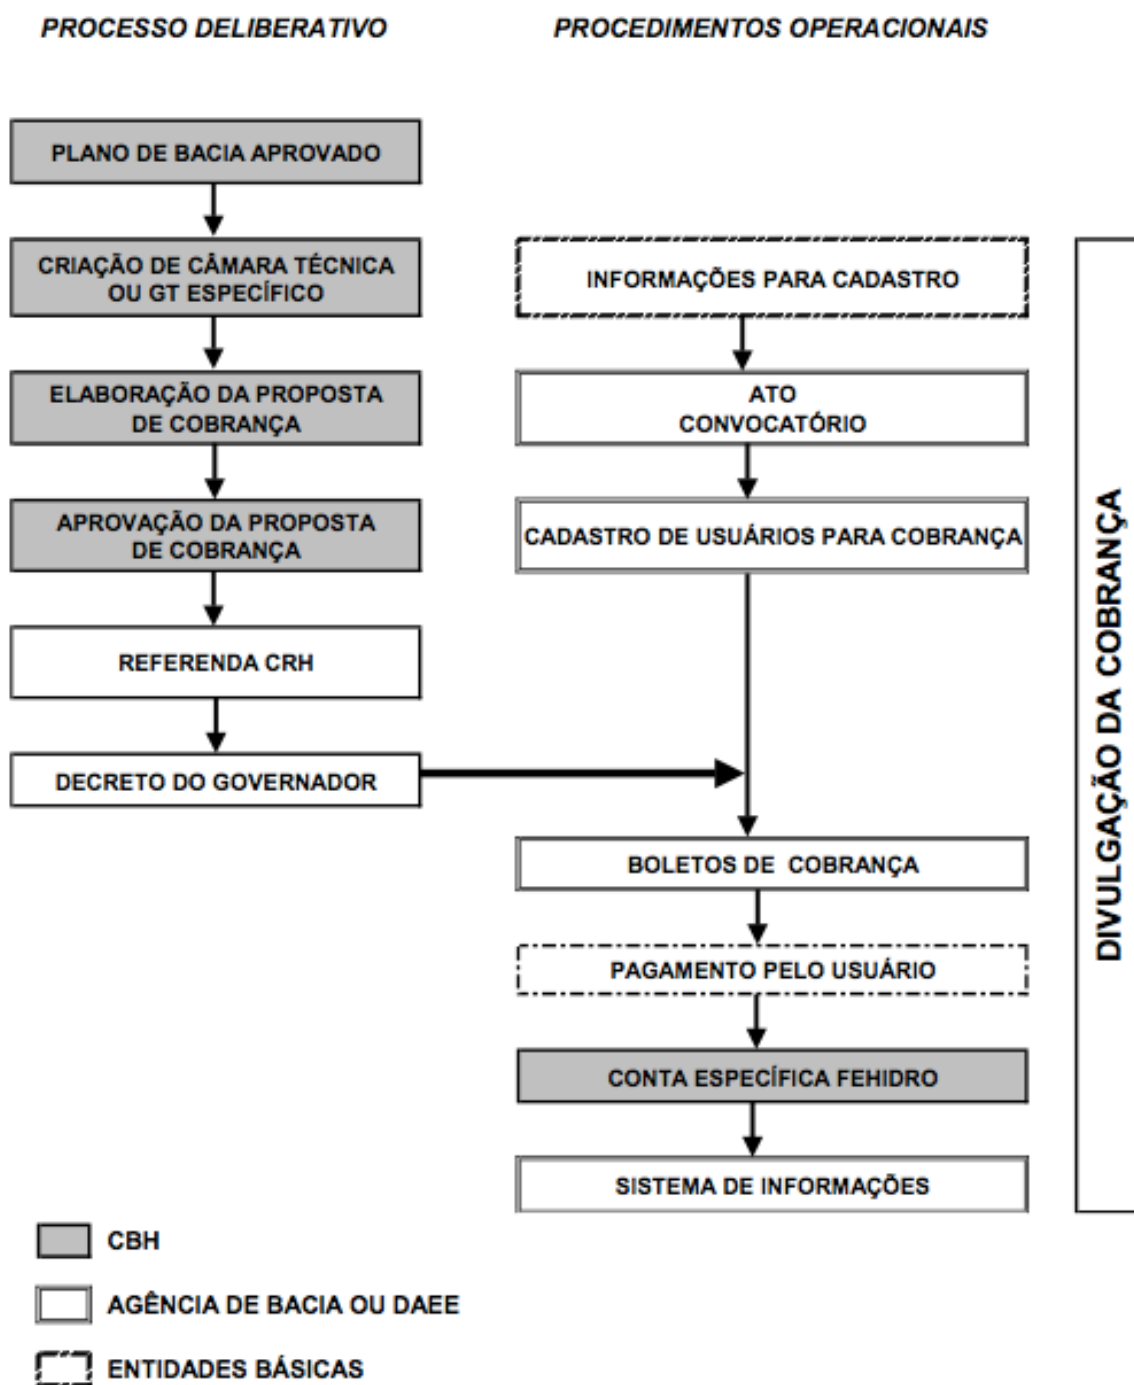 PROCESSO DELIBERATIVO
PLANO DE BACIA APROVADO
CRIAÇÃO DE CÂMARA TÉCNICA
OU GT ESPECÍFICO
ELABORAÇÃO DA PROPOSTA
DE COBRANÇA
APROVAÇÃO DA PROPOSTA
DE COBRANÇA
REFERENDA CRH
DECRETO DO GOVERNADOR
PROCEDIMENTOS OPERACIONAIS
INFORMAÇÕES PARA CADASTRO
ATO
CONVOCATÓRIO
CADASTRO DE USUÁRIOS PARA COBRANÇA
BOLETOS DE COBRANÇA
PAGAMENTO PELO USUÁRIO
CONTA ESPECÍFICA FEHIDRO
SISTEMA DE INFORMAÇÕES
DIVULGAÇÃO DA COBRANÇA
CBH
AGÊNCIA DE BACIA OU DAEE
ENTIDADES BÁSICAS